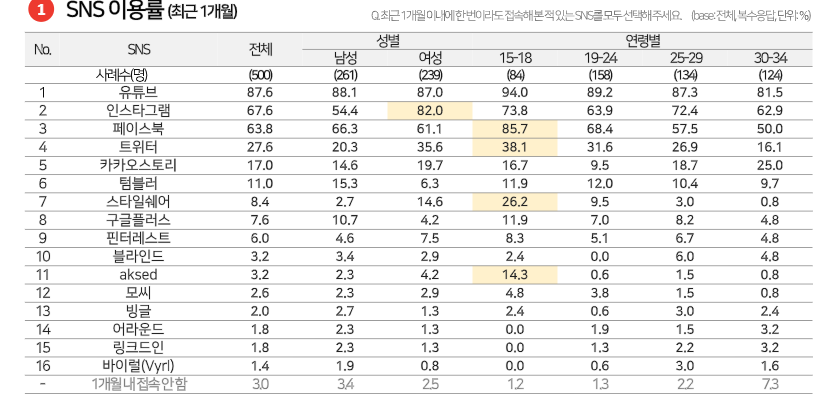 1 SNS 이용률 (최근 1개월)
Q. 최근 1개월 이내에 한 번이라도 접속해 본 적 있는 SNS를 모두 선택해 주세요. (base: 전체, 복수응답, 단위: %)
No. SNS 전체 성별 연령별
남성 여성 15-18 19-24 25-29 30-34
사례수(명) (500) (261) (239) (84) (158) (134) (124)
1 유튜브 87.6 88.1 87.0 94.0 89.2 87.3 81.5
2 인스타그램 67.6 54.4 82.0 73.8 63.9 72.4 62.9
3 페이스북 63.8 66.3 61.1 85.7 68.4 57.5 50.0
4 트위터 27.6 20.3 35.6 38.1 31.6 26.9 16.1
5 카카오스토리 17.0 14.6 19.7 16.7 9.5 18.7 25.0
6 텀블러 11.0 15.3 6.3 11.9 12.0 10.4 9.7
7 스타일쉐어 8.4 2.7 14.6 26.2 9.5 3.0 0.8
8 구글플러스 7.6 10.7 4.2 11.9 7.0 8.2 4.8
9 핀터레스트 6.0 4.6 7.5 8.3 5.1 6.7 4.8
10 블라인드 3.2 3.4 2.9 2.4 0.0 6.0 4.8
11 aksed 3.2 2.3 4.2 14.3 0.6 1.5 0.8
12 모씨 2.6 2.3 2.9 4.8 3.8 1.5 0.8
13 빙글 2.0 2.7 1.3 2.4 0.6 3.0 2.4
14 어라운드 1.8 2.3 1.3 0.0 1.9 1.5 3.2
15 링크드인 1.8 2.3 1.3 0.0 1.3 2.2 3.2
16 바이럴(Vyrl) 1.4 1.9 0.8 0.0 0.6 3.0 1.6
- 1개월 내 접속 안 함 3.0 3.4 2.5 1.2 1.3 2.2 7.3